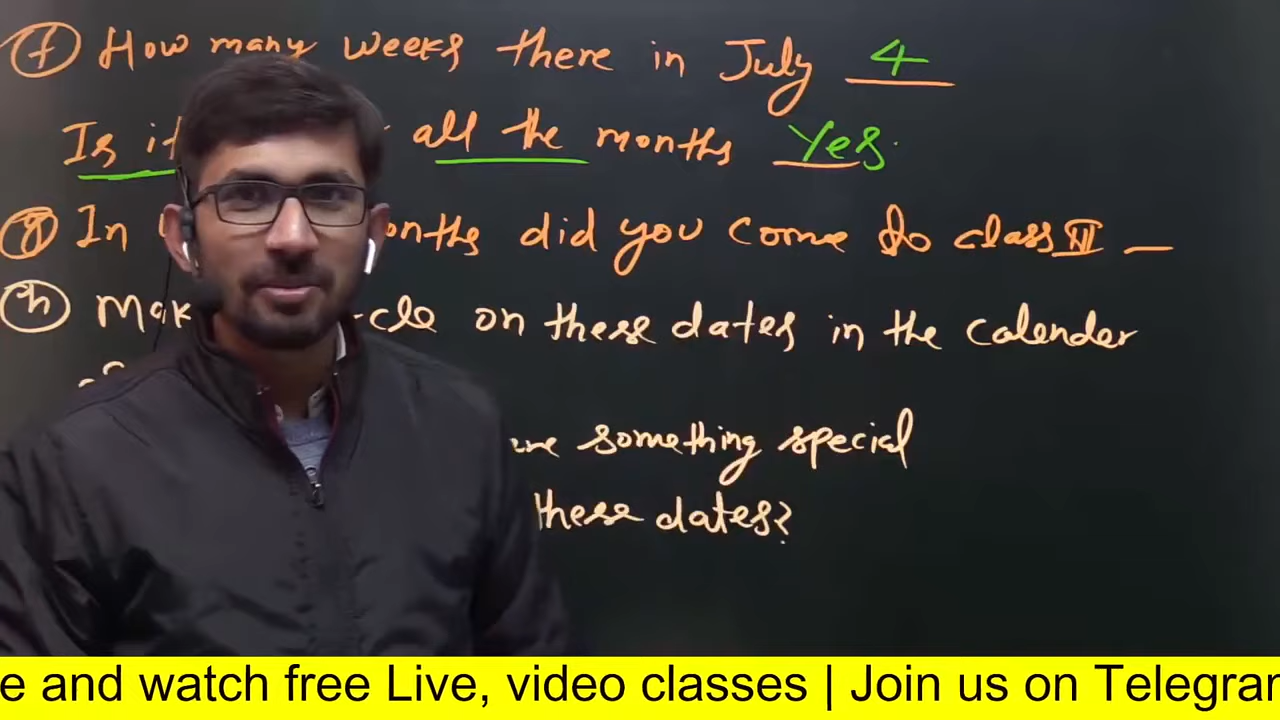 (f) How many weeks there in July 4
Is it all the months Yes.
(g) In months did you come to class III _
(h) Mak cle on these dates in the calender
something special
these dates?
e and watch free Live, video classes | Join us on Telegra